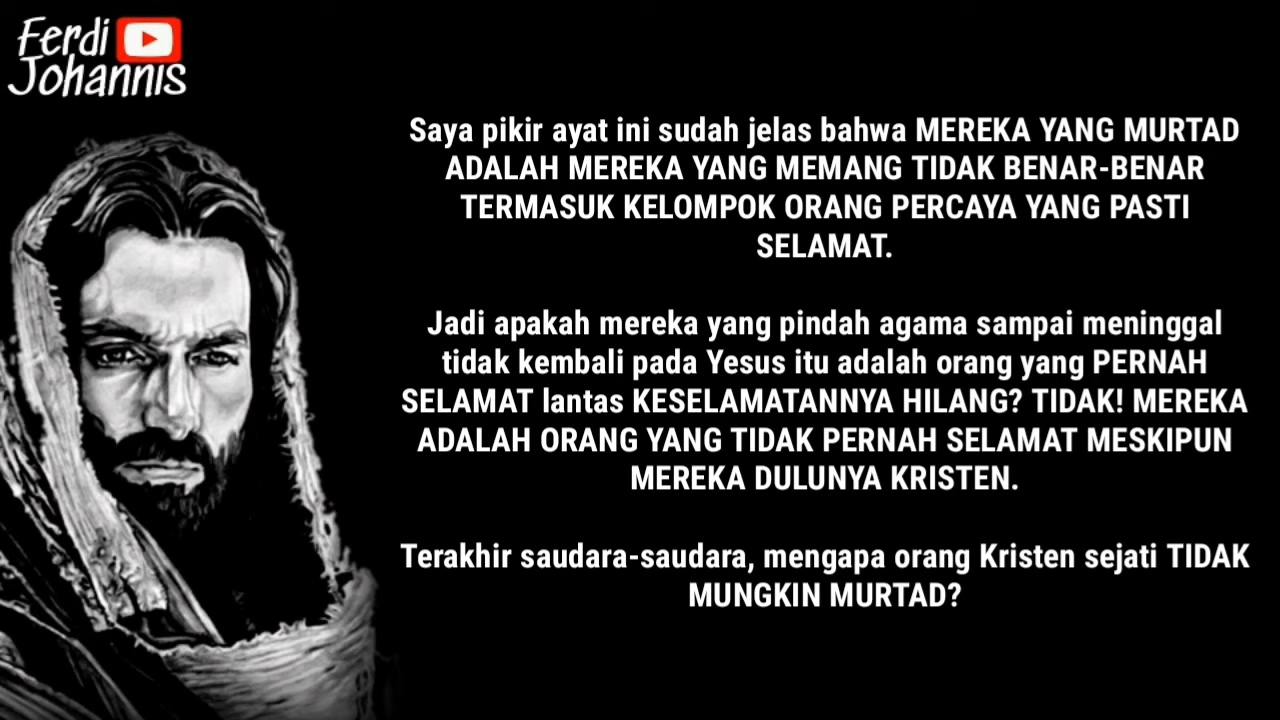 Ferdi
Johannis
Saya pikir ayat ini sudah jelas bahwa MEREKA YANG MURTAD
ADALAH MEREKA YANG MEMANG TIDAK BENAR-BENAR
TERMASUK KELOMPOK ORANG PERCAYA YANG PASTI
SELAMAT.
Jadi apakah mereka yang pindah agama sampai meninggal
tidak kembali pada Yesus itu adalah orang yang PERNAH
SELAMAT lantas KESELAMATANNYA HILANG? TIDAK! MEREKA
ADALAH ORANG YANG TIDAK PERNAH SELAMAT MESKIPUN
MEREKA DULUNYA KRISTEN.
Terakhir saudara-saudara, mengapa orang Kristen sejati TIDAK
MUNGKIN MURTAD?